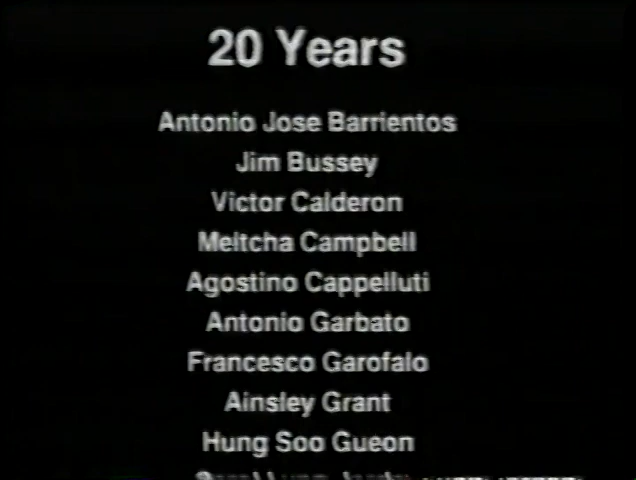 20 Years
Antonio Jose Barrientos
Jim Bussey
Victor Calderon
Meltcha Campbell
Agostino Cappelluti
Antonio Garbato
Francesco Garofalo
Ainsley Grant
Hung Soo Gueon